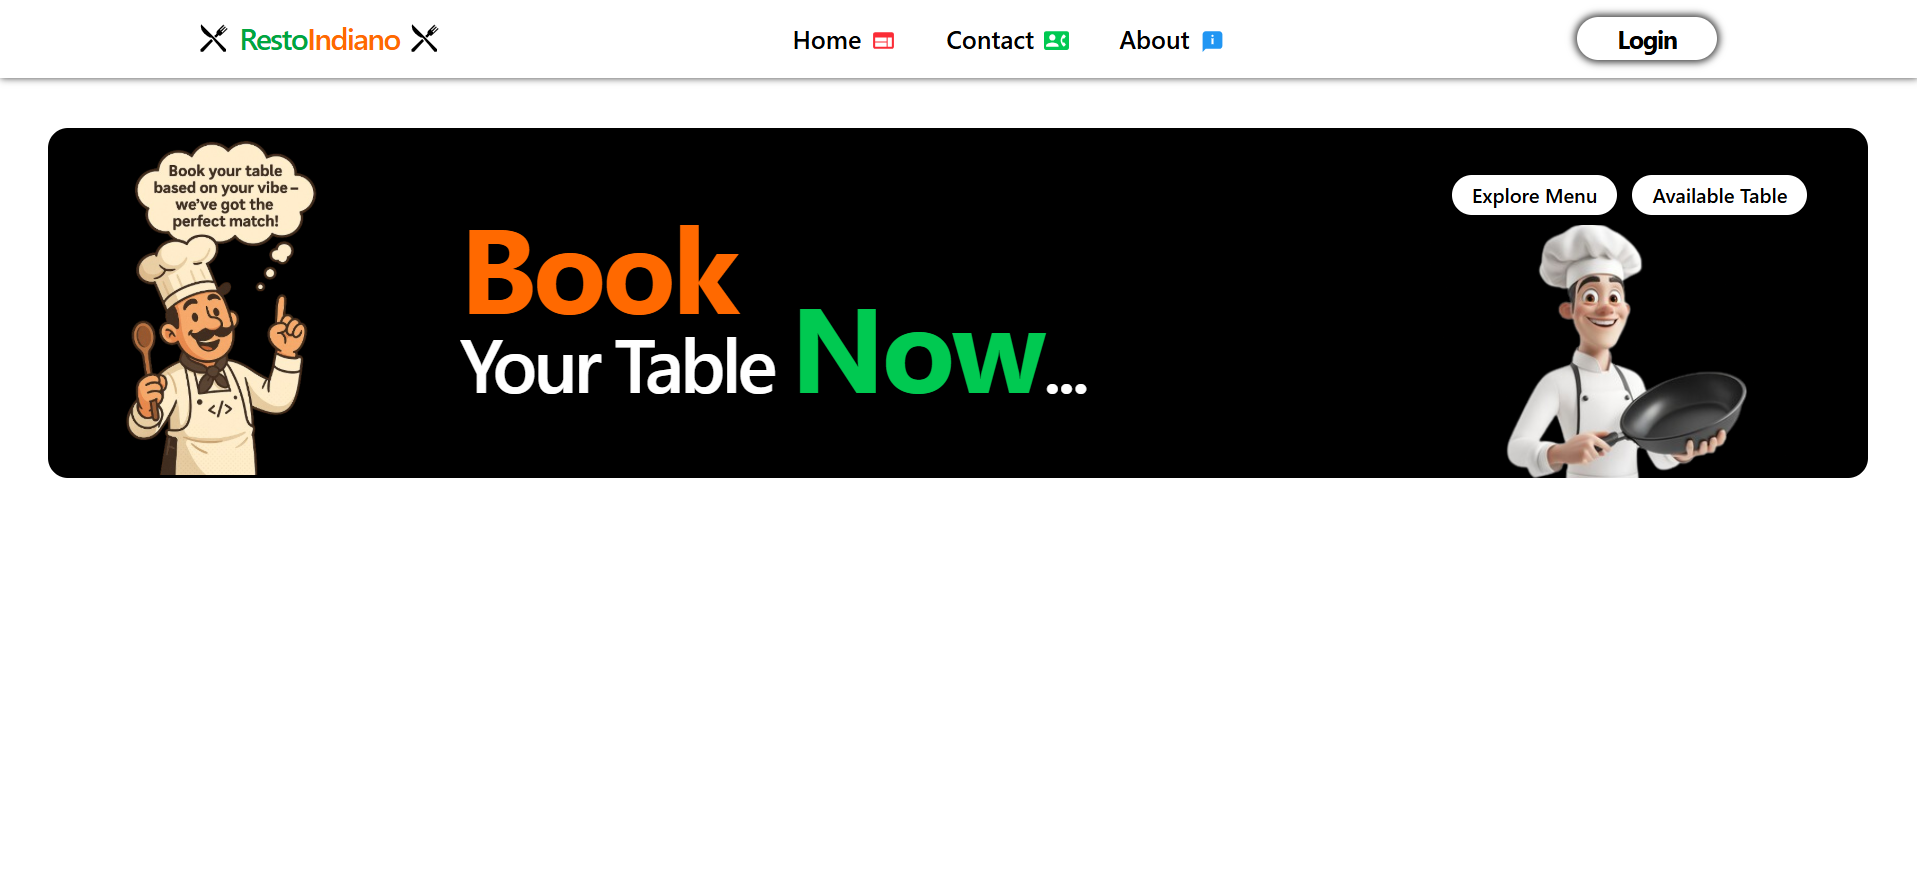 RestoIndiano
Home
Contact
About
Login
Book your table
based on your vibe–
we've got the
perfect match!
</>
Book
Your Table Now...
Explore Menu
Available Table